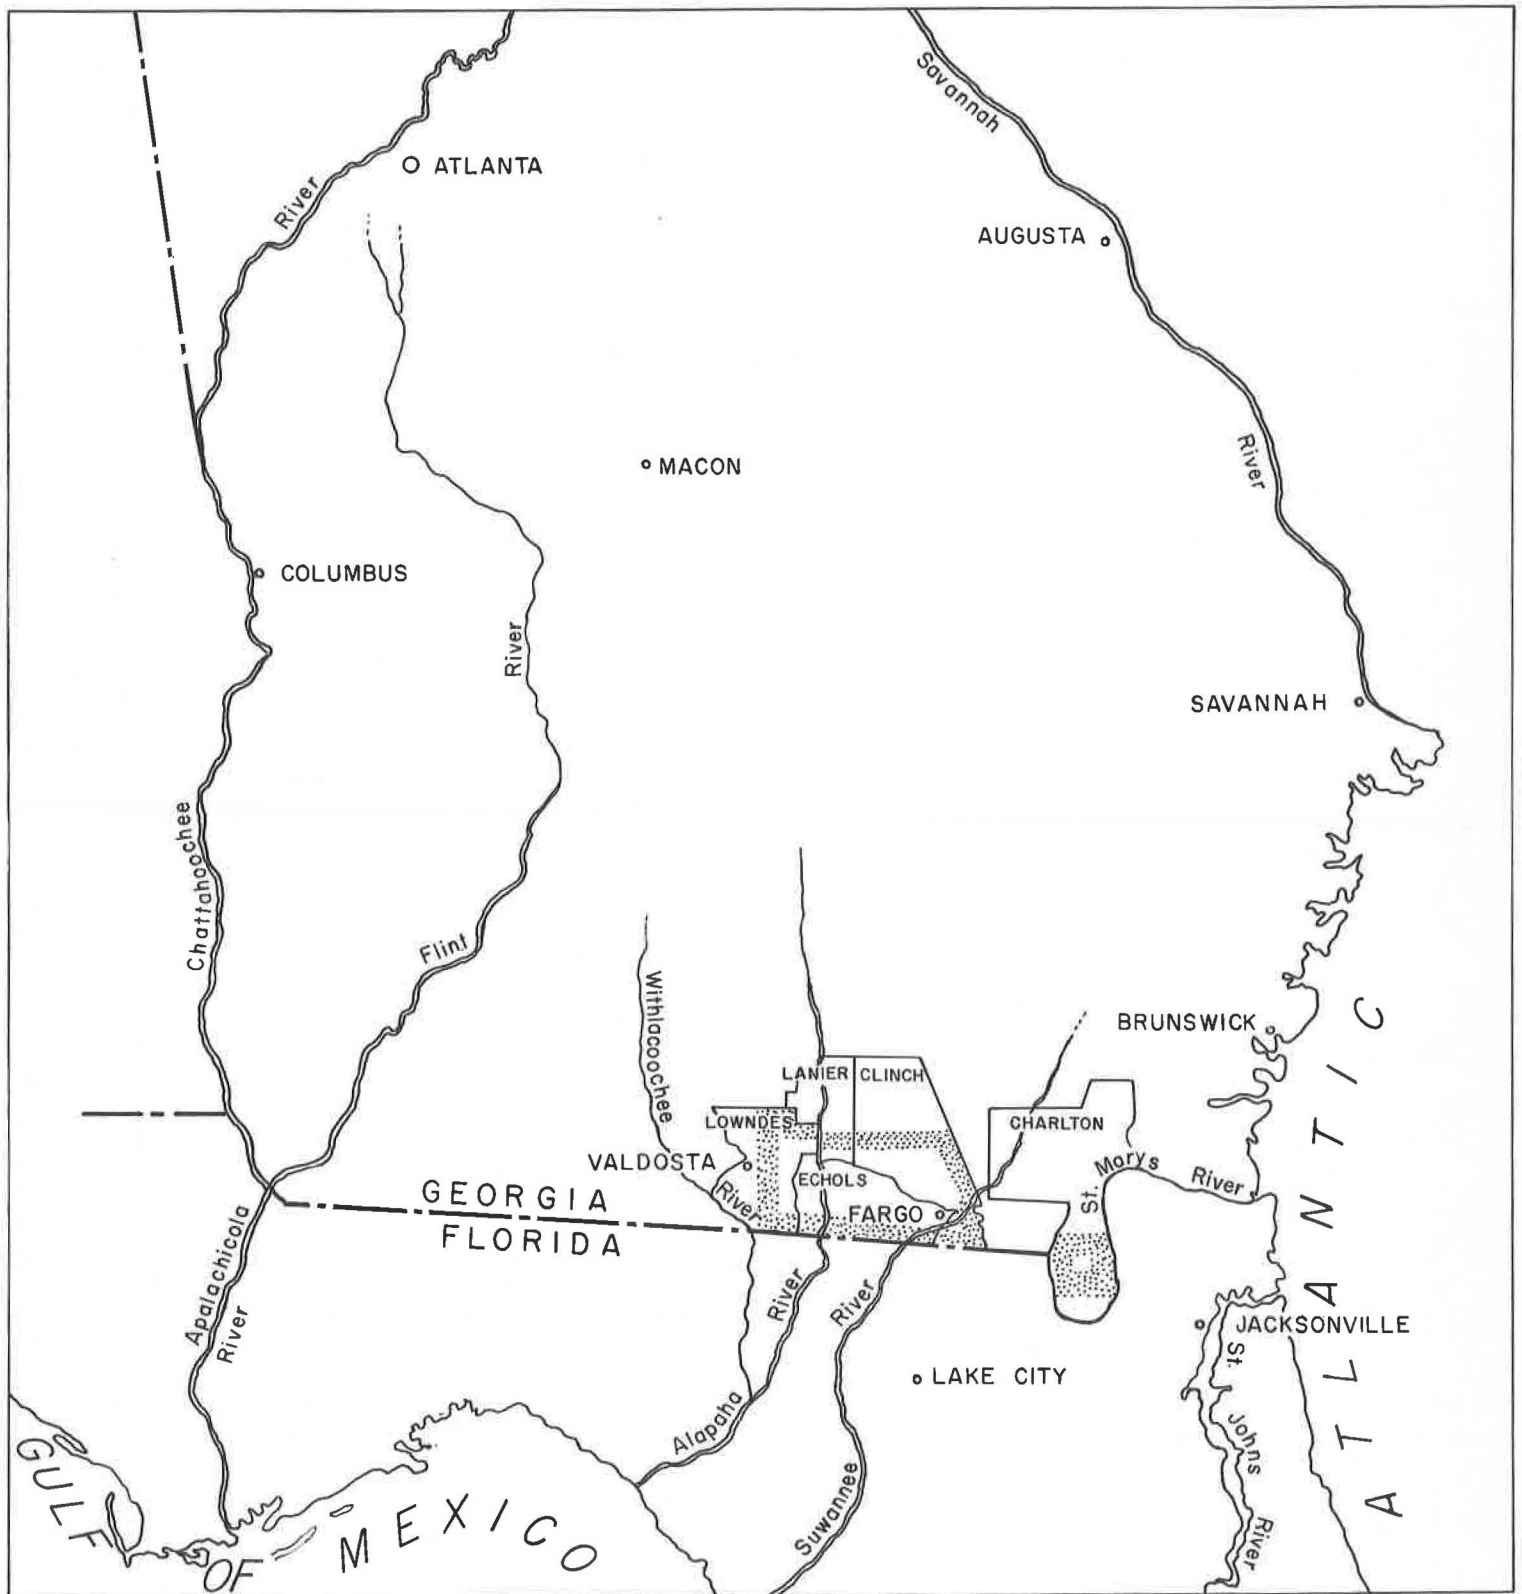 Savannah
ATLANTA
River
AUGUSTA
River
MACON
COLUMBUS
River
SAVANNAH
Chattahoochee
Flint
Withlacoochee
BRUNSWICK
LANIER
CLINCH
LOWNDES
CHARLTON
VALDOSTA
Marys
St.
River
ECHOLS
River
FARGO
GEORGIA
FLORIDA
Apalachicola
River
River
River
JACKSONVILLE
St.
Johns
River
LAKE CITY
Alapaha
Suwannee
ATLANTIC
GULF
OF
MEXICO